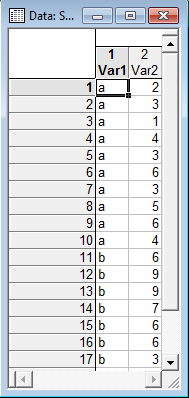 Data: S...
1 2
Var1 Var2
1 a 2
2 a 3
3 a 1
4 a 4
5 a 3
6 a 6
7 a 3
8 a 5
9 a 6
10 a 4
11 b 6
12 b 9
13 b 9
14 b 7
15 b 6
16 b 6
17 b 3